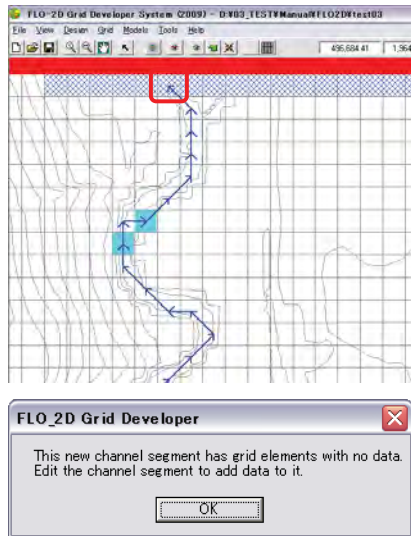 FLO-2D Grid Developer System (2009) - D:¥03_TEST¥Manual¥FLO2D¥test03
File View Design Grid Models Tools Help
496,684.41 1,364
FLO_2D Grid Developer
This new channel segment has grid elements with no data.
Edit the channel segment to add data to it.
OK